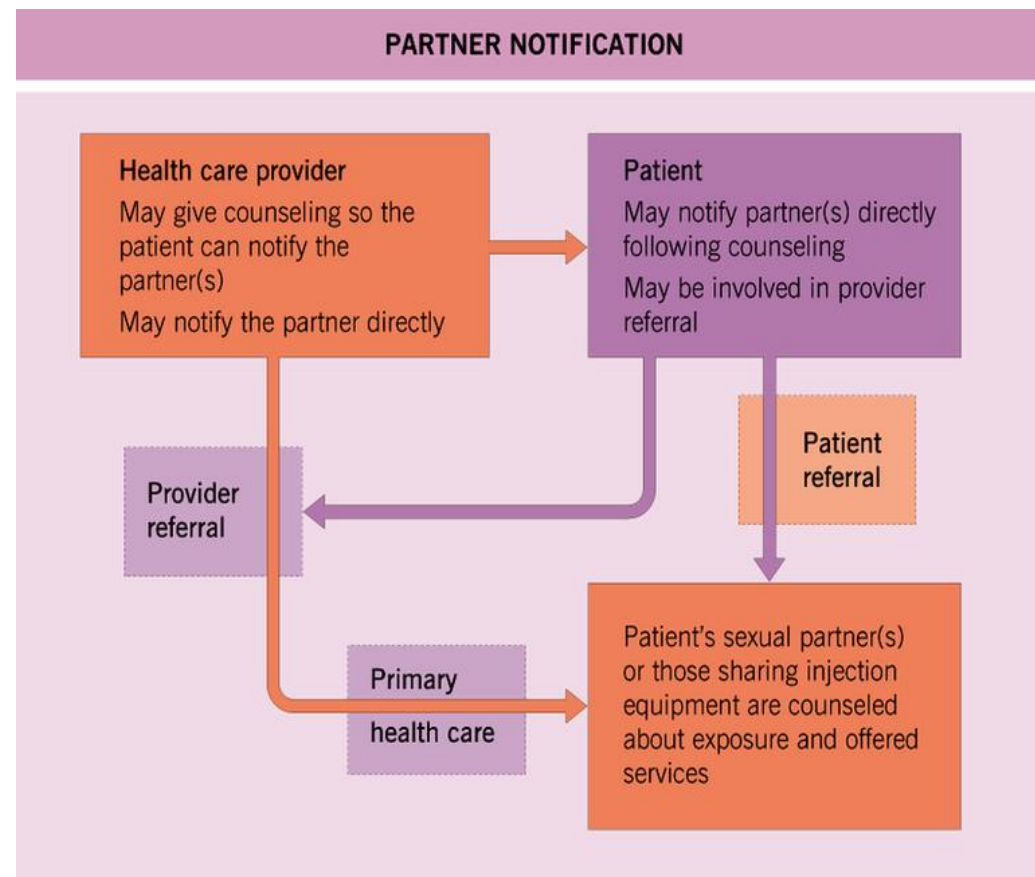 PARTNER NOTIFICATION
Health care provider
May give counseling so the
patient can notify the
partner(s)
May notify the partner directly
Patient
May notify partner(s) directly
following counseling
May be involved in provider
referral
Provider
referral
Patient
referral
Primary
health care
Patient’s sexual partner(s)
or those sharing injection
equipment are counseled
about exposure and offered
services